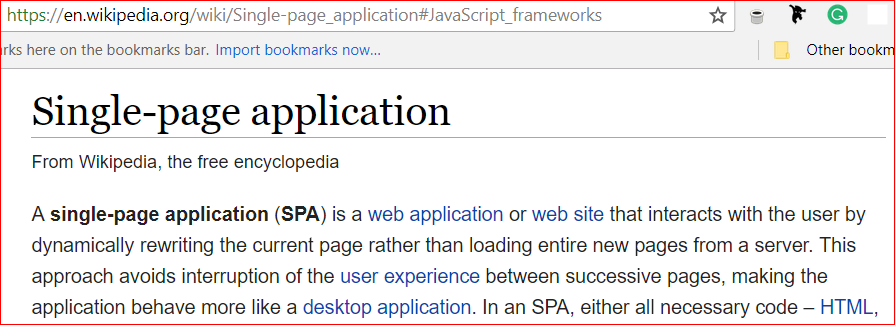 https://en.wikipedia.org/wiki/Single-page_application#JavaScript_frameworks
rks here on the bookmarks bar. Import bookmarks now... Other bookm
Single-page application
From Wikipedia, the free encyclopedia
A single-page application (SPA) is a web application or web site that interacts with the user by
dynamically rewriting the current page rather than loading entire new pages from a server. This
approach avoids interruption of the user experience between successive pages, making the
application behave more like a desktop application. In an SPA, either all necessary code – HTML,